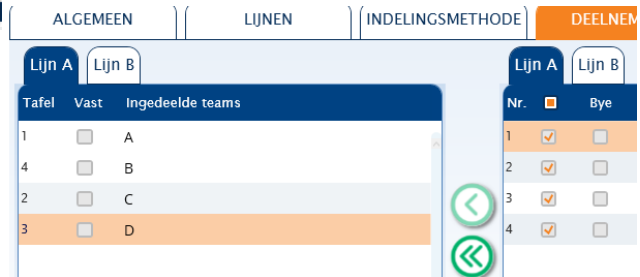 ALGEMEEN LIJNEN INDELINGSMETHODE
Lijn A Lijn B Lijn A Lijn B
Tafel Vast Ingedeelde teams Nr. Bye
1 A 1
4 B 2
2 C 3
3 D 4